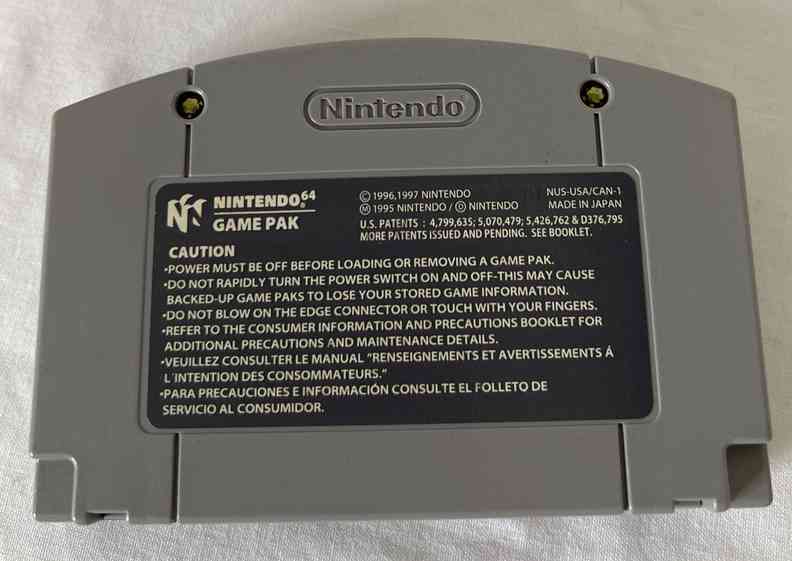 Nintendo
NINTENDO64
GAME PAK
© 1996,1997 NINTENDO
Ⓜ 1995 NINTENDO / Ⓓ NINTENDO
NUS-USA/CAN-1
MADE IN JAPAN
U.S. PATENTS : 4,799,635; 5,070,479; 5,426,762 & D376,795
MORE PATENTS ISSUED AND PENDING. SEE BOOKLET.
CAUTION
•POWER MUST BE OFF BEFORE LOADING OR REMOVING A GAME PAK.
•DO NOT RAPIDLY TURN THE POWER SWITCH ON AND OFF-THIS MAY CAUSE
BACKED-UP GAME PAKS TO LOSE YOUR STORED GAME INFORMATION.
•DO NOT BLOW ON THE EDGE CONNECTOR OR TOUCH WITH YOUR FINGERS.
•REFER TO THE CONSUMER INFORMATION AND PRECAUTIONS BOOKLET FOR
ADDITIONAL PRECAUTIONS AND MAINTENANCE DETAILS.
•VEUILLEZ CONSULTER LE MANUAL "RENSEIGNEMENTS ET AVERTISSEMENTS Á
L'INTENTION DES CONSOMMATEURS."
•PARA PRECAUCIONES E INFORMACIÓN CONSULTE EL FOLLETO DE
SERVICIO AL CONSUMIDOR.